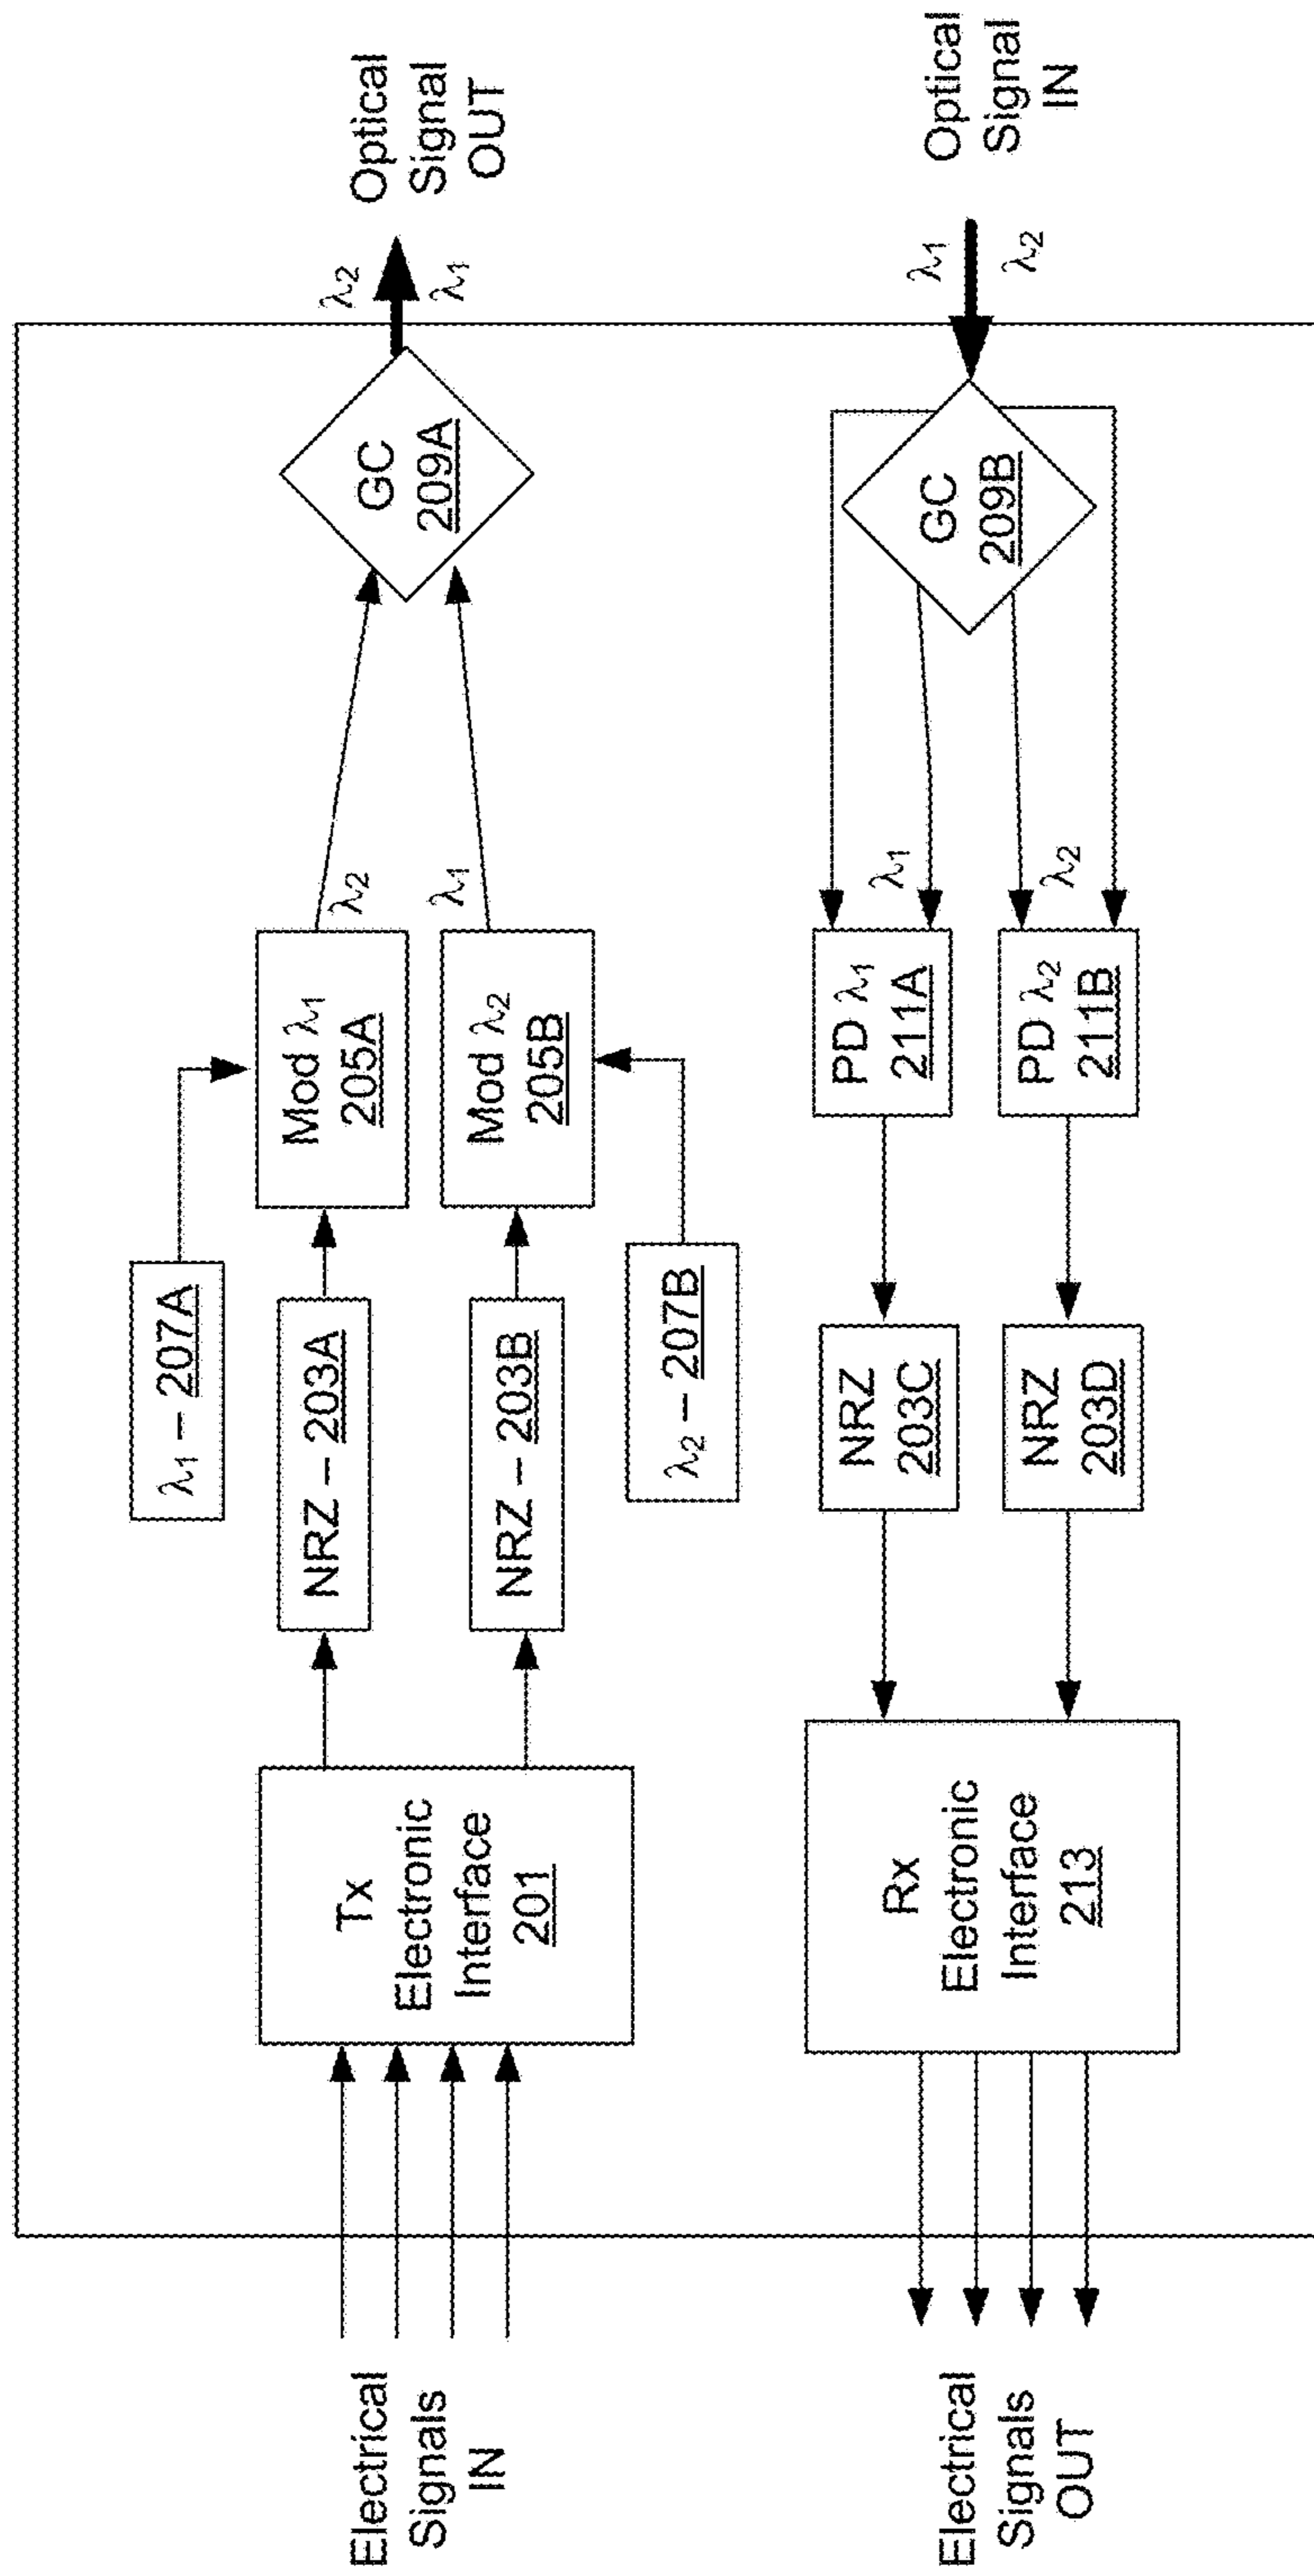 Electrical
Signals
IN
Tx
Electronic
Interface
201
NRZ – 203A
NRZ – 203B
λ₁ – 207A
λ₂ – 207B
Mod λ₁
205A
Mod λ₂
205B
λ₂
λ₁
GC
209A
λ₂
λ₁
Optical
Signal
OUT
Electrical
Signals
OUT
Rx
Electronic
Interface
213
NRZ
203C
NRZ
203D
PD λ₁
211A
PD λ₂
211B
λ₁
λ₂
GC
209B
λ₁
λ₂
Optical
Signal
IN